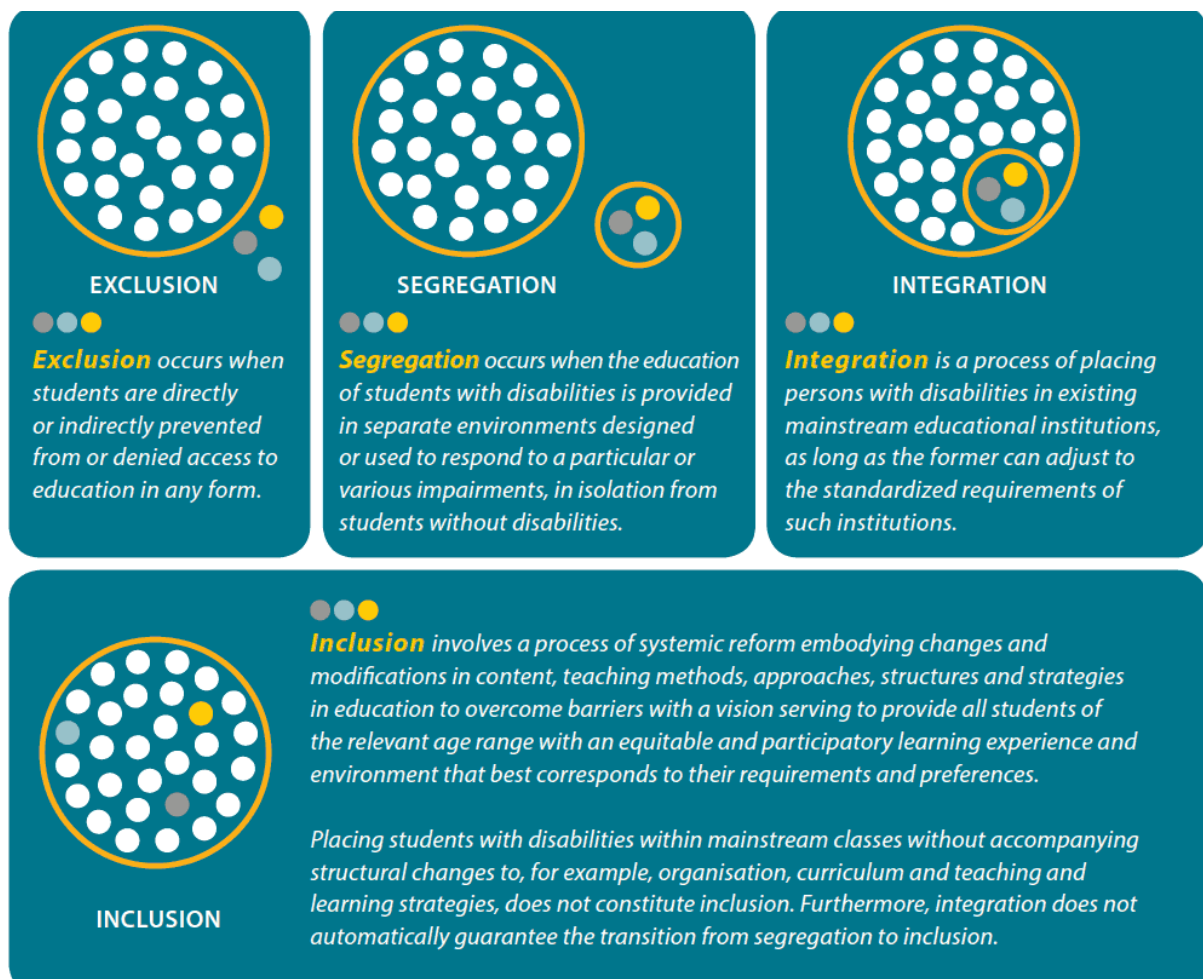 EXCLUSION
Exclusion occurs when
students are directly
or indirectly prevented
from or denied access to
education in any form.
SEGREGATION
Segregation occurs when the education
of students with disabilities is provided
in separate environments designed
or used to respond to a particular or
various impairments, in isolation from
students without disabilities.
INTEGRATION
Integration is a process of placing
persons with disabilities in existing
mainstream educational institutions,
as long as the former can adjust to
the standardized requirements of
such institutions.
INCLUSION
Inclusion involves a process of systemic reform embodying changes and
modifications in content, teaching methods, approaches, structures and strategies
in education to overcome barriers with a vision serving to provide all students of
the relevant age range with an equitable and participatory learning experience and
environment that best corresponds to their requirements and preferences.
Placing students with disabilities within mainstream classes without accompanying
structural changes to, for example, organisation, curriculum and teaching and
learning strategies, does not constitute inclusion. Furthermore, integration does not
automatically guarantee the transition from segregation to inclusion.